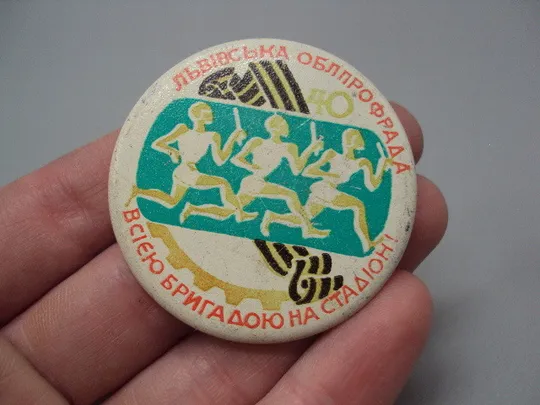 ЛЬВІВСЬКА ОБЛПРОФРАДА
40
ВСІЄЮ БРИГАДОЮ НА СТАДІОН!